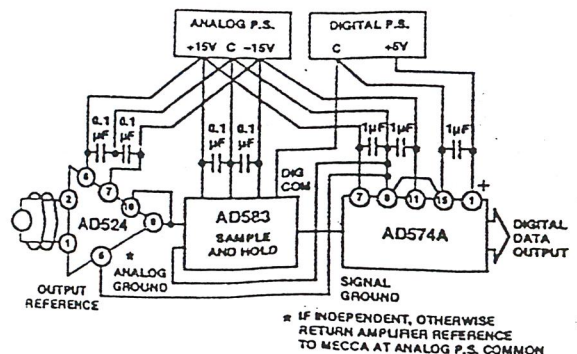 ANALOG P.S.
+15V C -15V
DIGITAL P.S.
C +5V
0.1 µF
0.1 µF
0.1 µF
0.1 µF
1µF
1µF
1µF
DIG COM
6
7
10
9
2
1
6
AD524
AD583
SAMPLE AND HOLD
7
9
11
15
1
+
AD574A
DIGITAL DATA OUTPUT
* ANALOG GROUND
OUTPUT REFERENCE
SIGNAL GROUND
* IF INDEPENDENT, OTHERWISE
RETURN AMPLIFIER REFERENCE
TO MECCA AT ANALOG P.S. COMMON